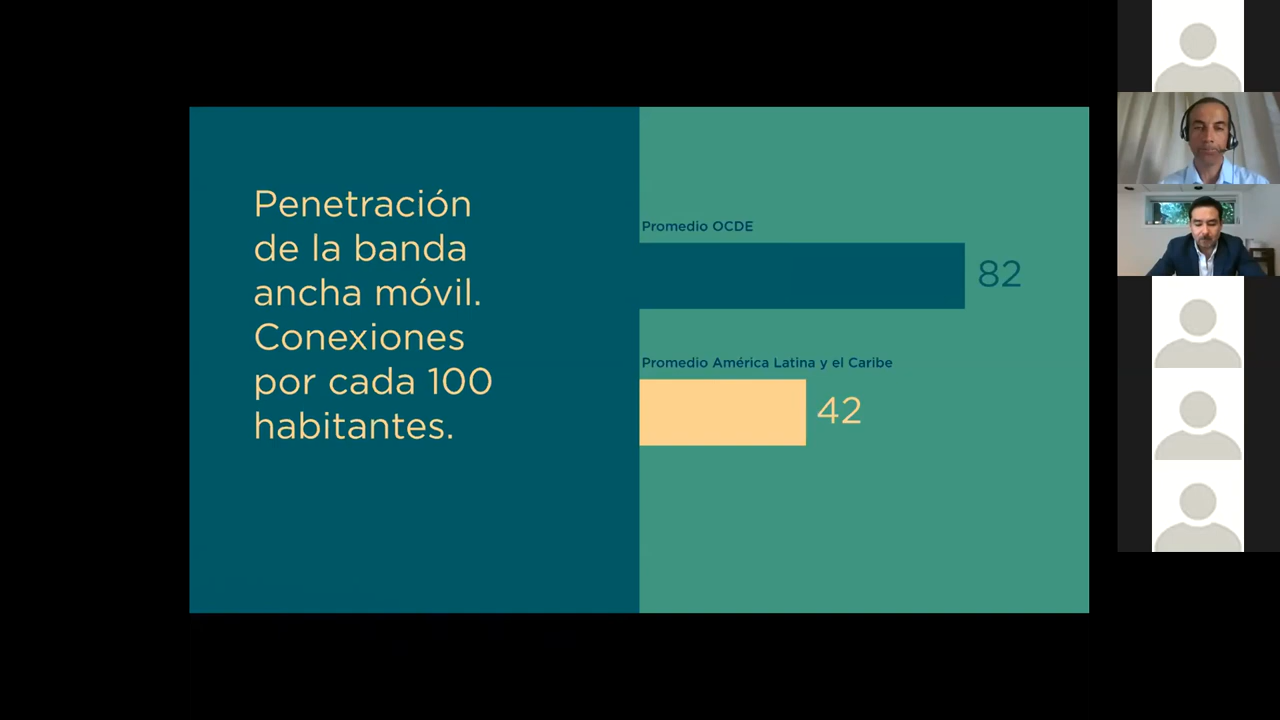 Penetración
de la banda
ancha móvil.
Conexiones
por cada 100
habitantes.
Promedio OCDE
82
Promedio América Latina y el Caribe
42